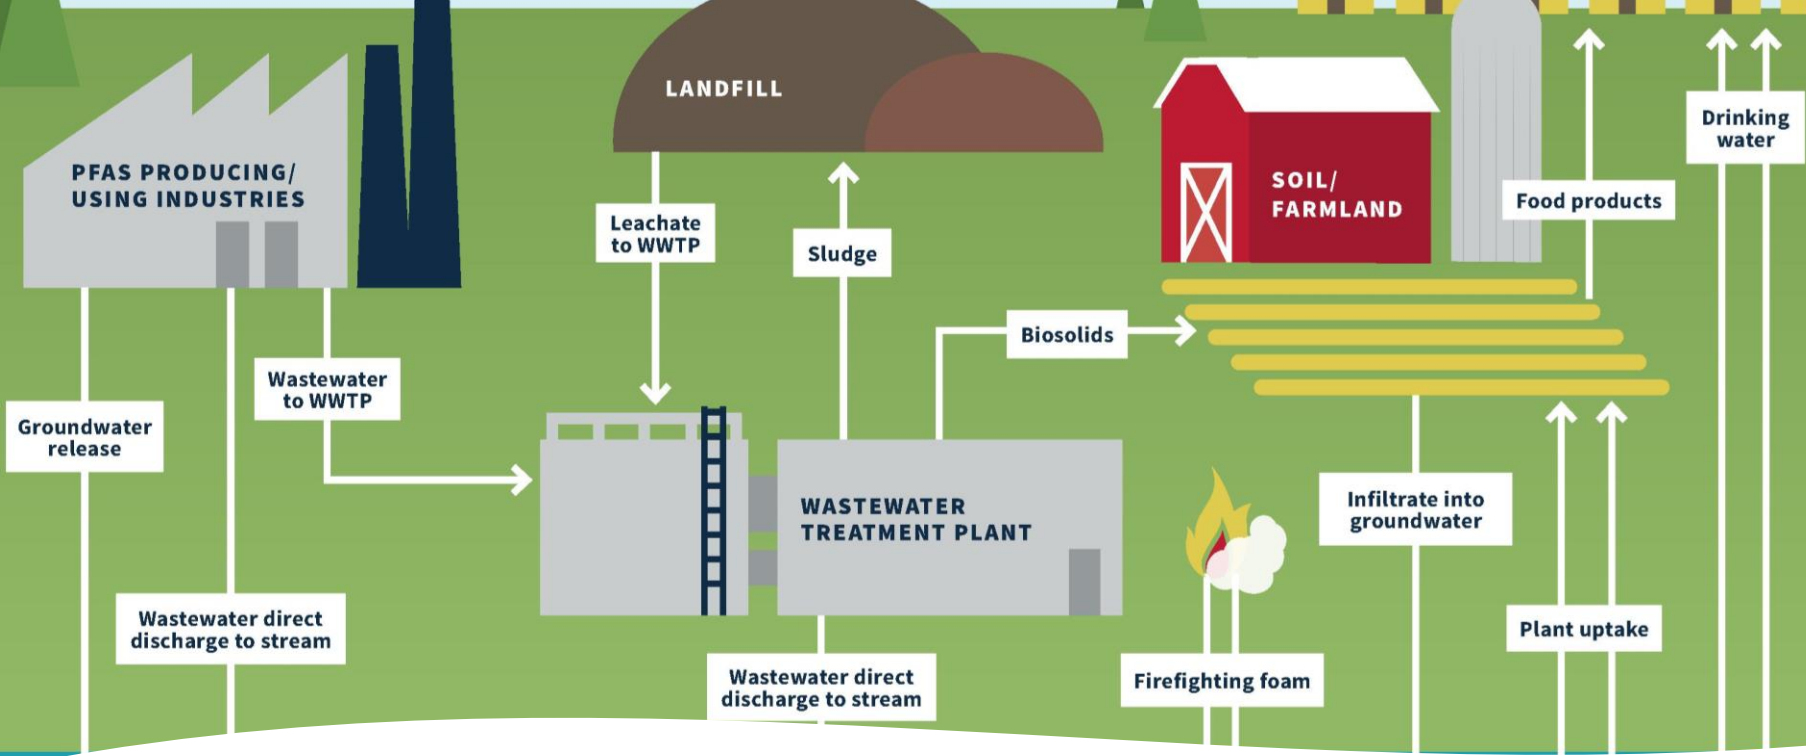 LANDFILL
PFAS PRODUCING/
USING INDUSTRIES
SOIL/
FARMLAND
Drinking
water
Food products
Leachate
to WWTP
Sludge
Biosolids
Wastewater
to WWTP
Groundwater
release
WASTEWATER
TREATMENT PLANT
Infiltrate into
groundwater
Wastewater direct
discharge to stream
Plant uptake
Wastewater direct
discharge to stream
Firefighting foam